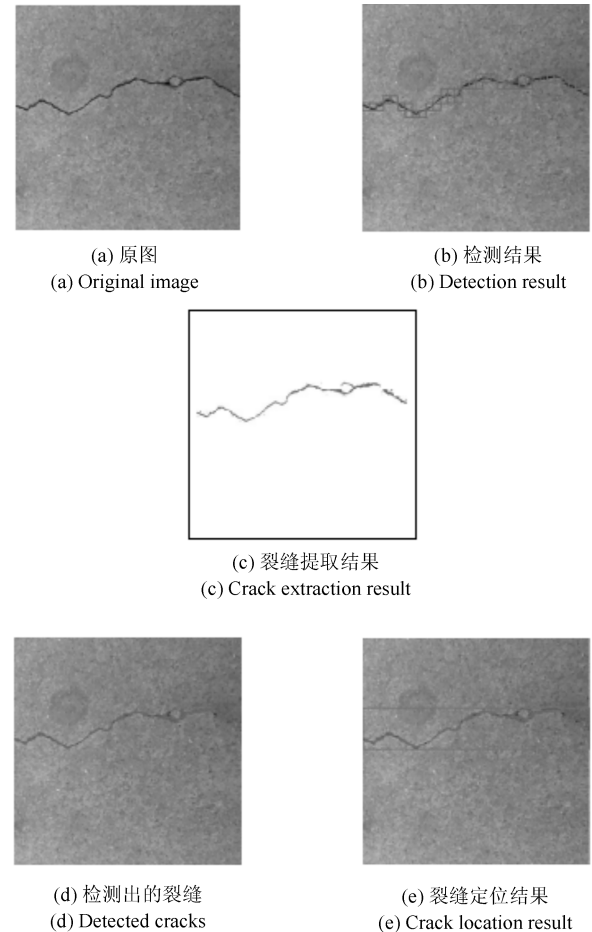 (a) 原图
(a) Original image
(b) 检测结果
(b) Detection result
(c) 裂缝提取结果
(c) Crack extraction result
(d) 检测出的裂缝
(d) Detected cracks
(e) 裂缝定位结果
(e) Crack location result